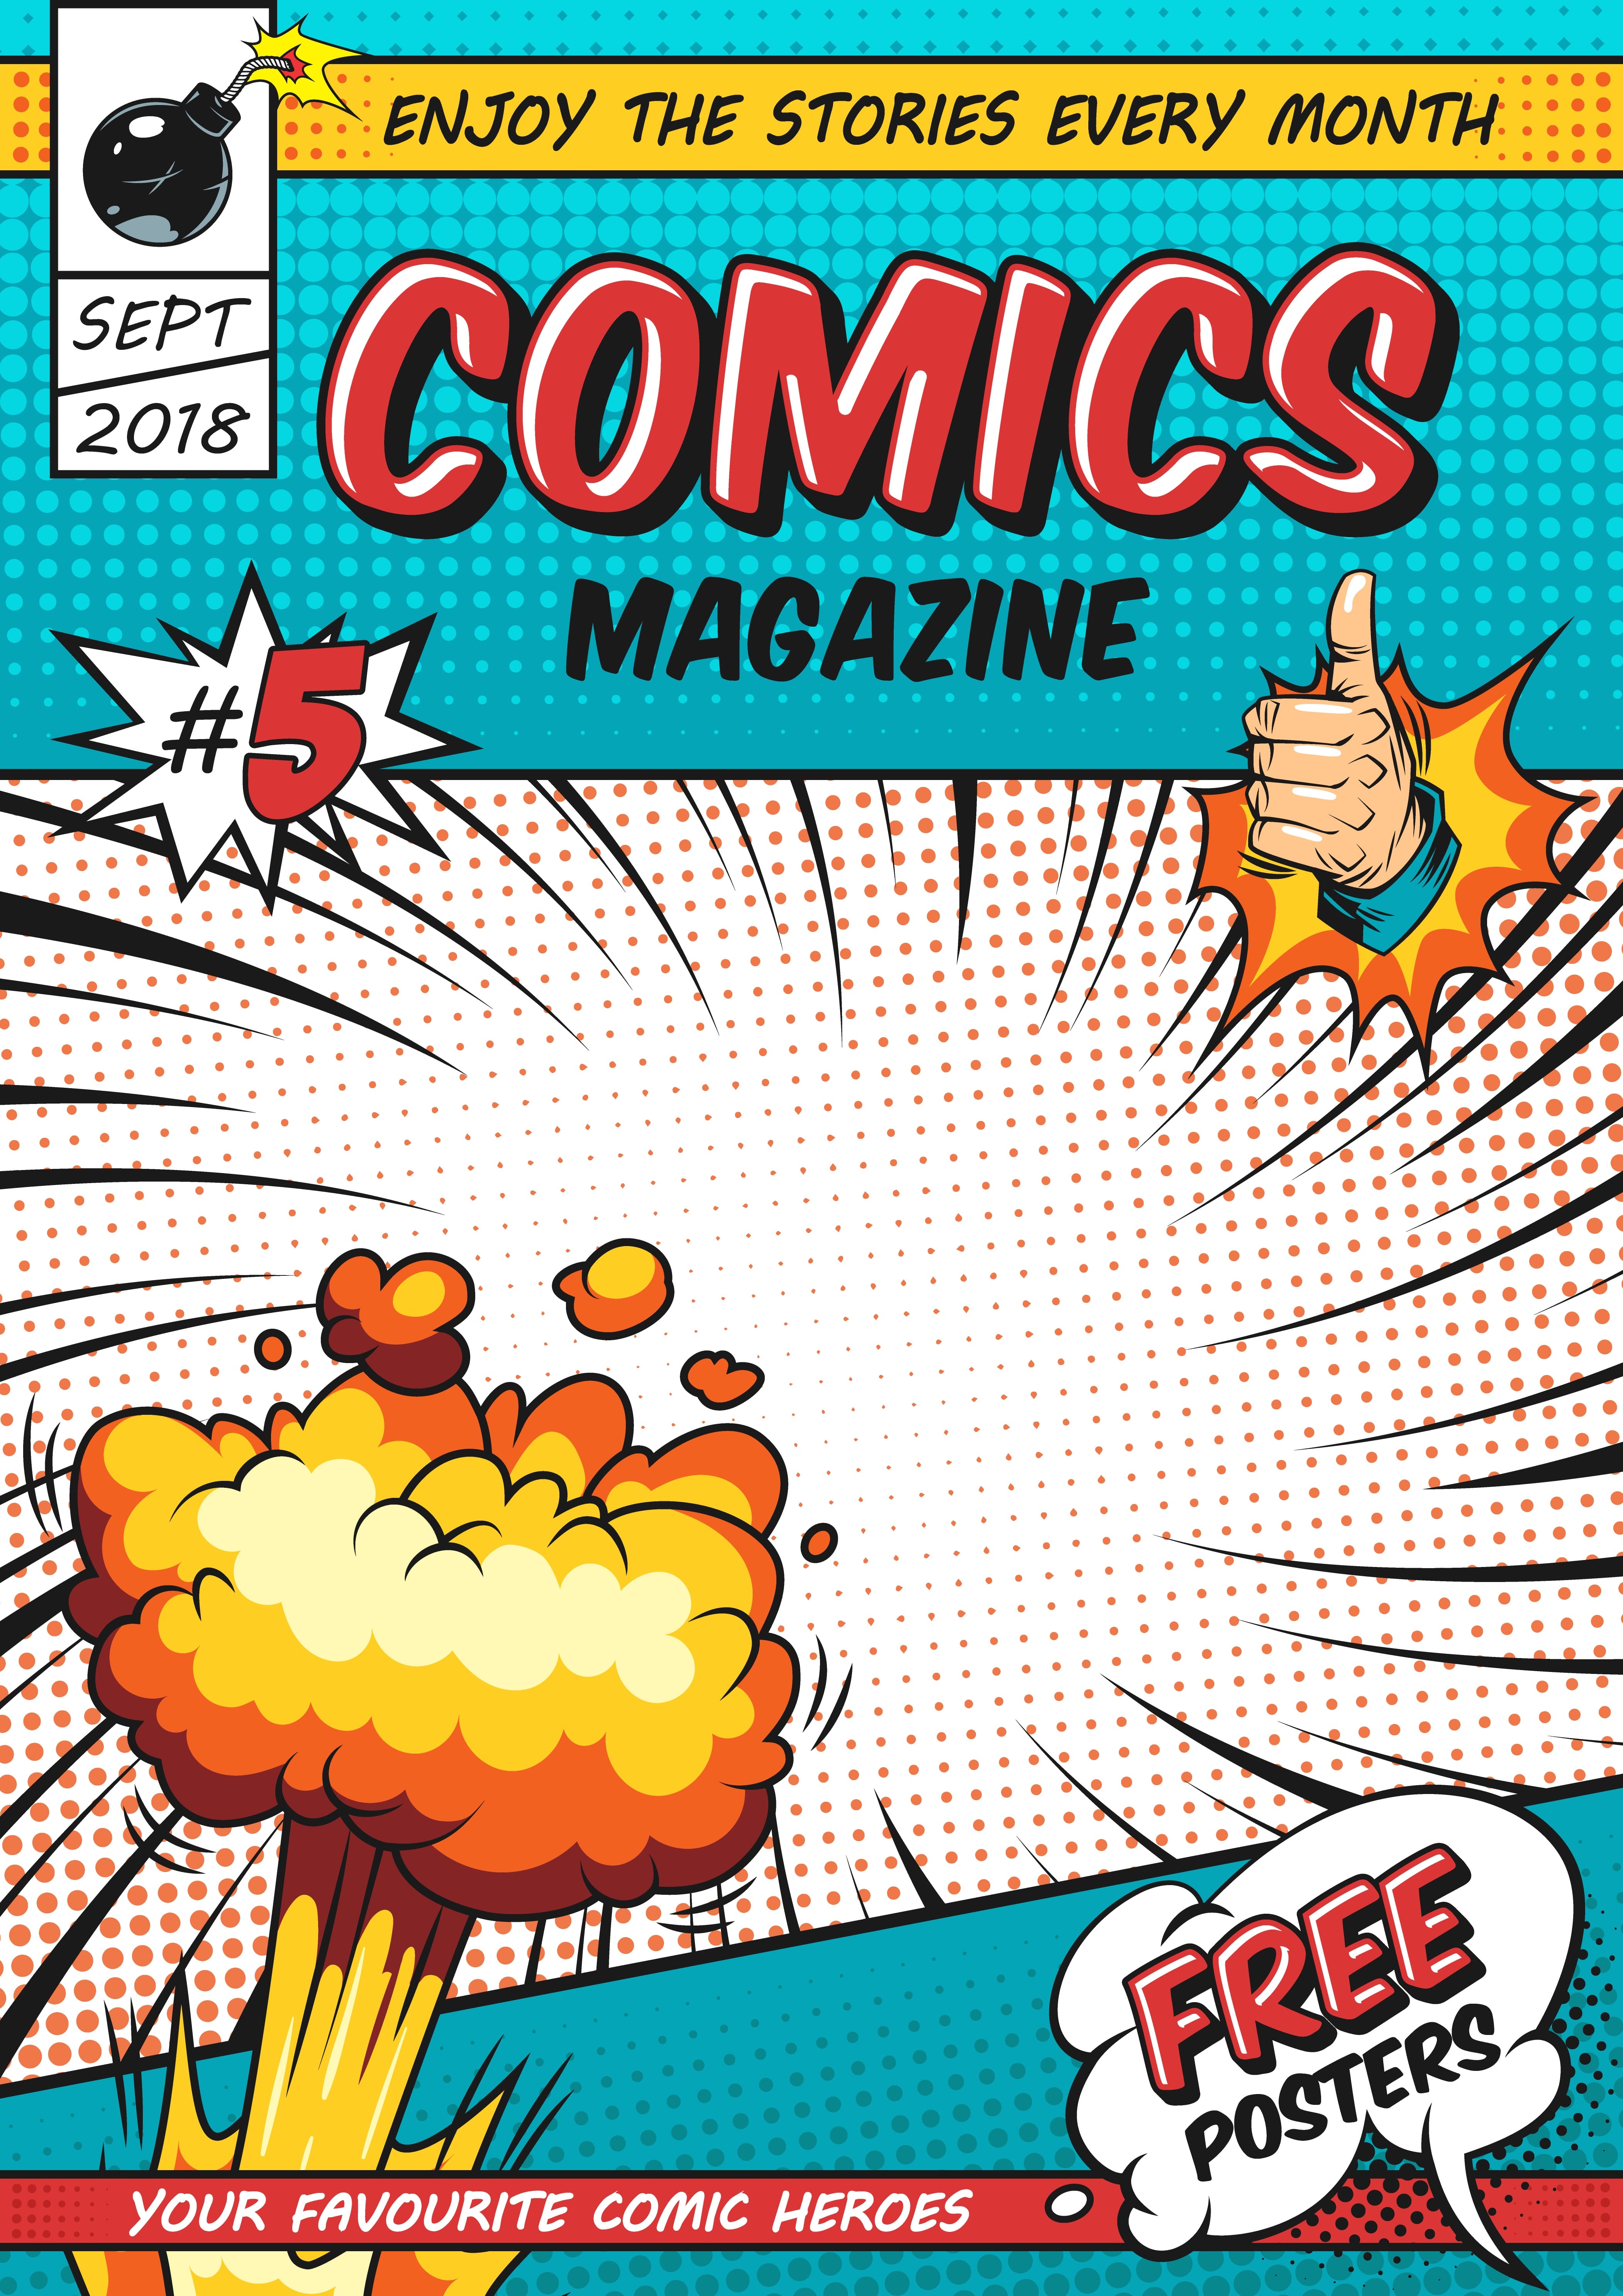 ENJOY THE STORIES EVERY MONTH
SEPT
2018
COMICS
MAGAZINE
#5
FREE
POSTERS
YOUR FAVOURITE COMIC HEROES